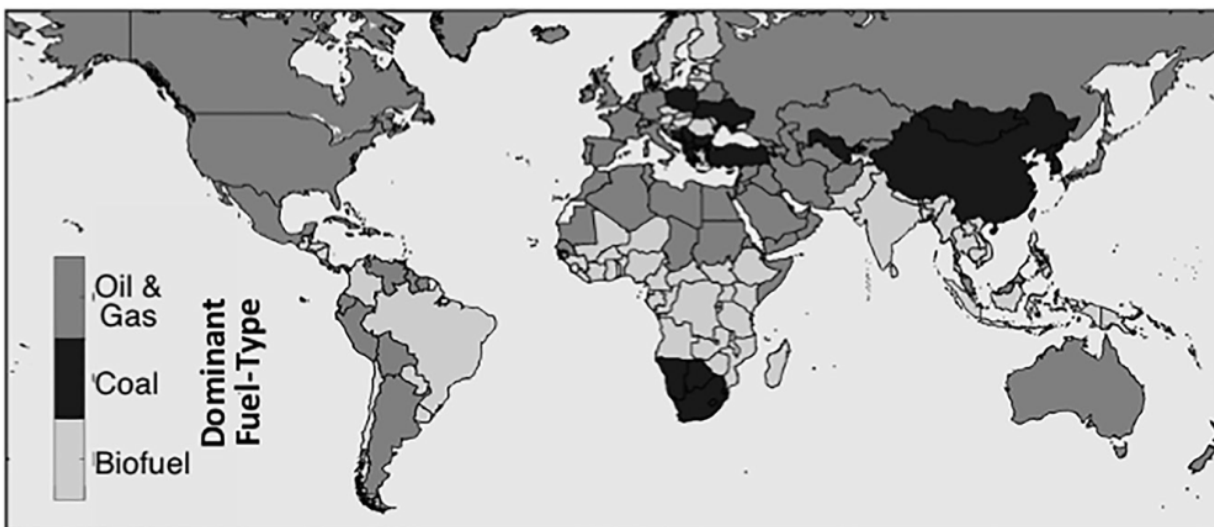 Oil &
Gas
Coal
Biofuel
Dominant
Fuel-Type